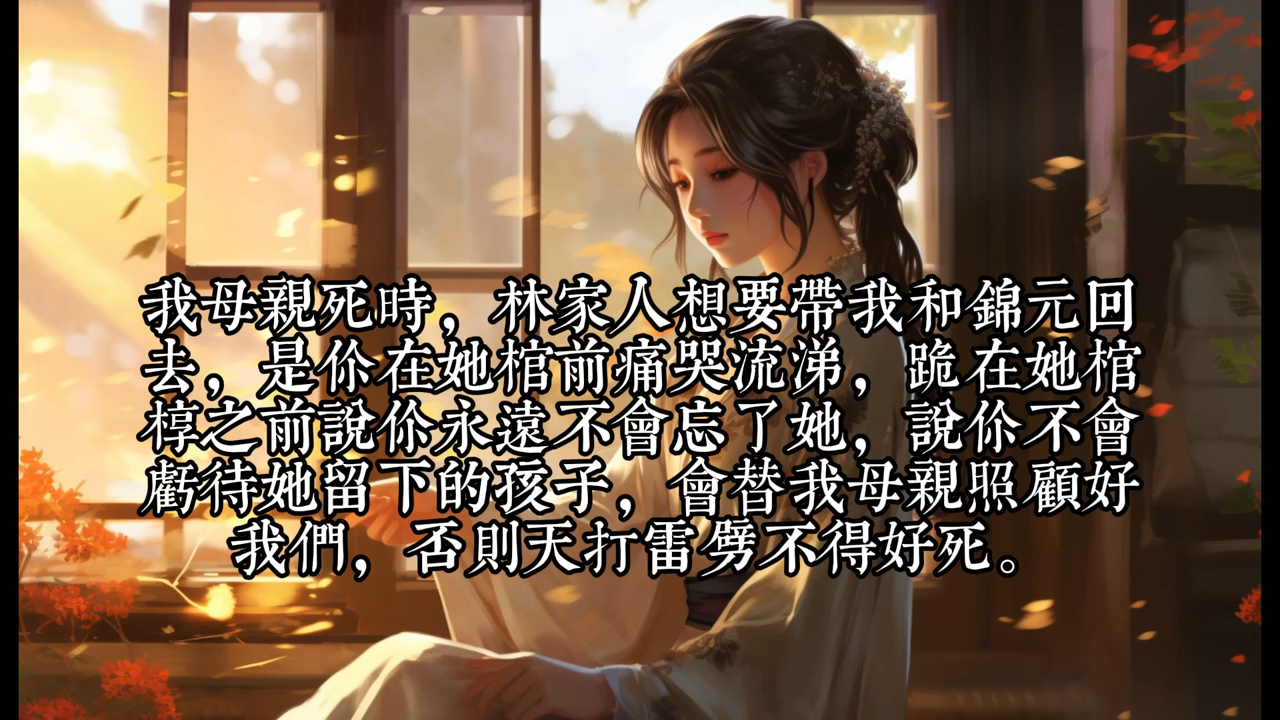 我母親死時，林家人想要帶我和錦元回
去，是你在她棺前痛哭流涕，跪在她棺
椁之前說你永遠不會忘了她，說你不會
虧待她留下的孩子，會替我母親照顧好
我們，否則天打雷劈不得好死。